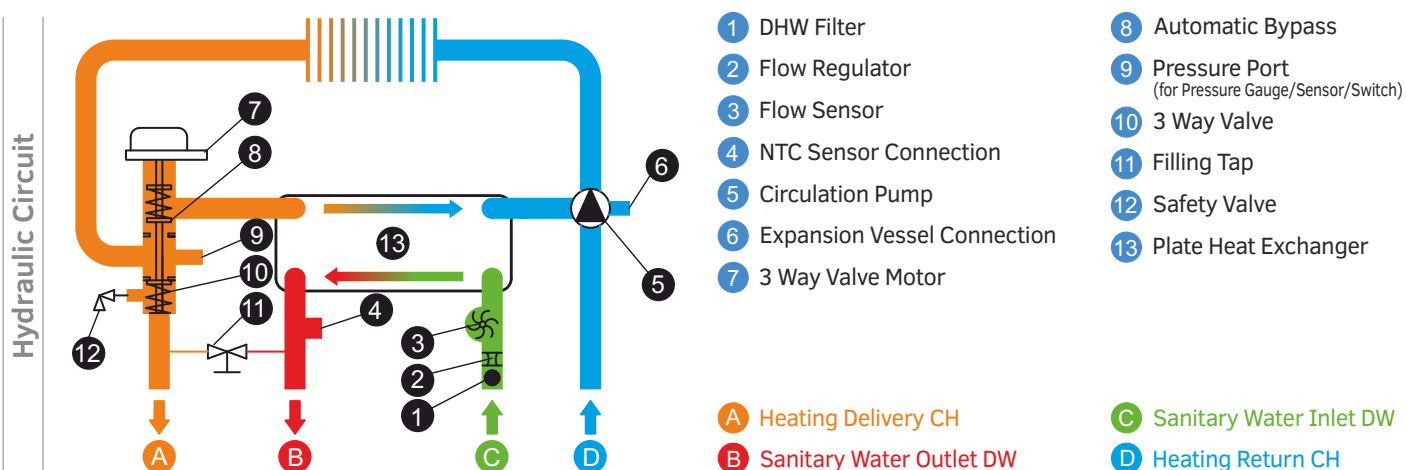 Hydraulic Circuit
7
8
9
10
11
12
13
6
5
4
3
2
1
A
B
C
D
1 DHW Filter
2 Flow Regulator
3 Flow Sensor
4 NTC Sensor Connection
5 Circulation Pump
6 Expansion Vessel Connection
7 3 Way Valve Motor
8 Automatic Bypass
9 Pressure Port
(for Pressure Gauge/Sensor/Switch)
10 3 Way Valve
11 Filling Tap
12 Safety Valve
13 Plate Heat Exchanger
A Heating Delivery CH
B Sanitary Water Outlet DW
C Sanitary Water Inlet DW
D Heating Return CH